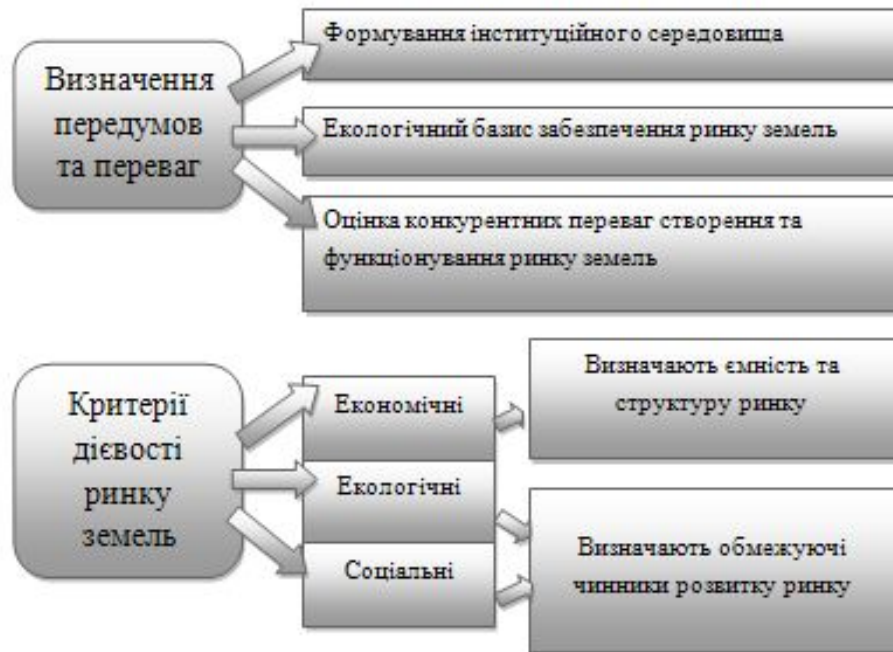 Визначення
передумов
та переваг
Формування інституційного середовища
Екологічний базис забезпечення ринку земель
Оцінка конкурентних переваг створення та
функціонування ринку земель
Критерії
дієвості
ринку
земель
Економічні
Екологічні
Соціальні
Визначають ємність та
структуру ринку
Визначають обмежуючі
чинники розвитку ринку